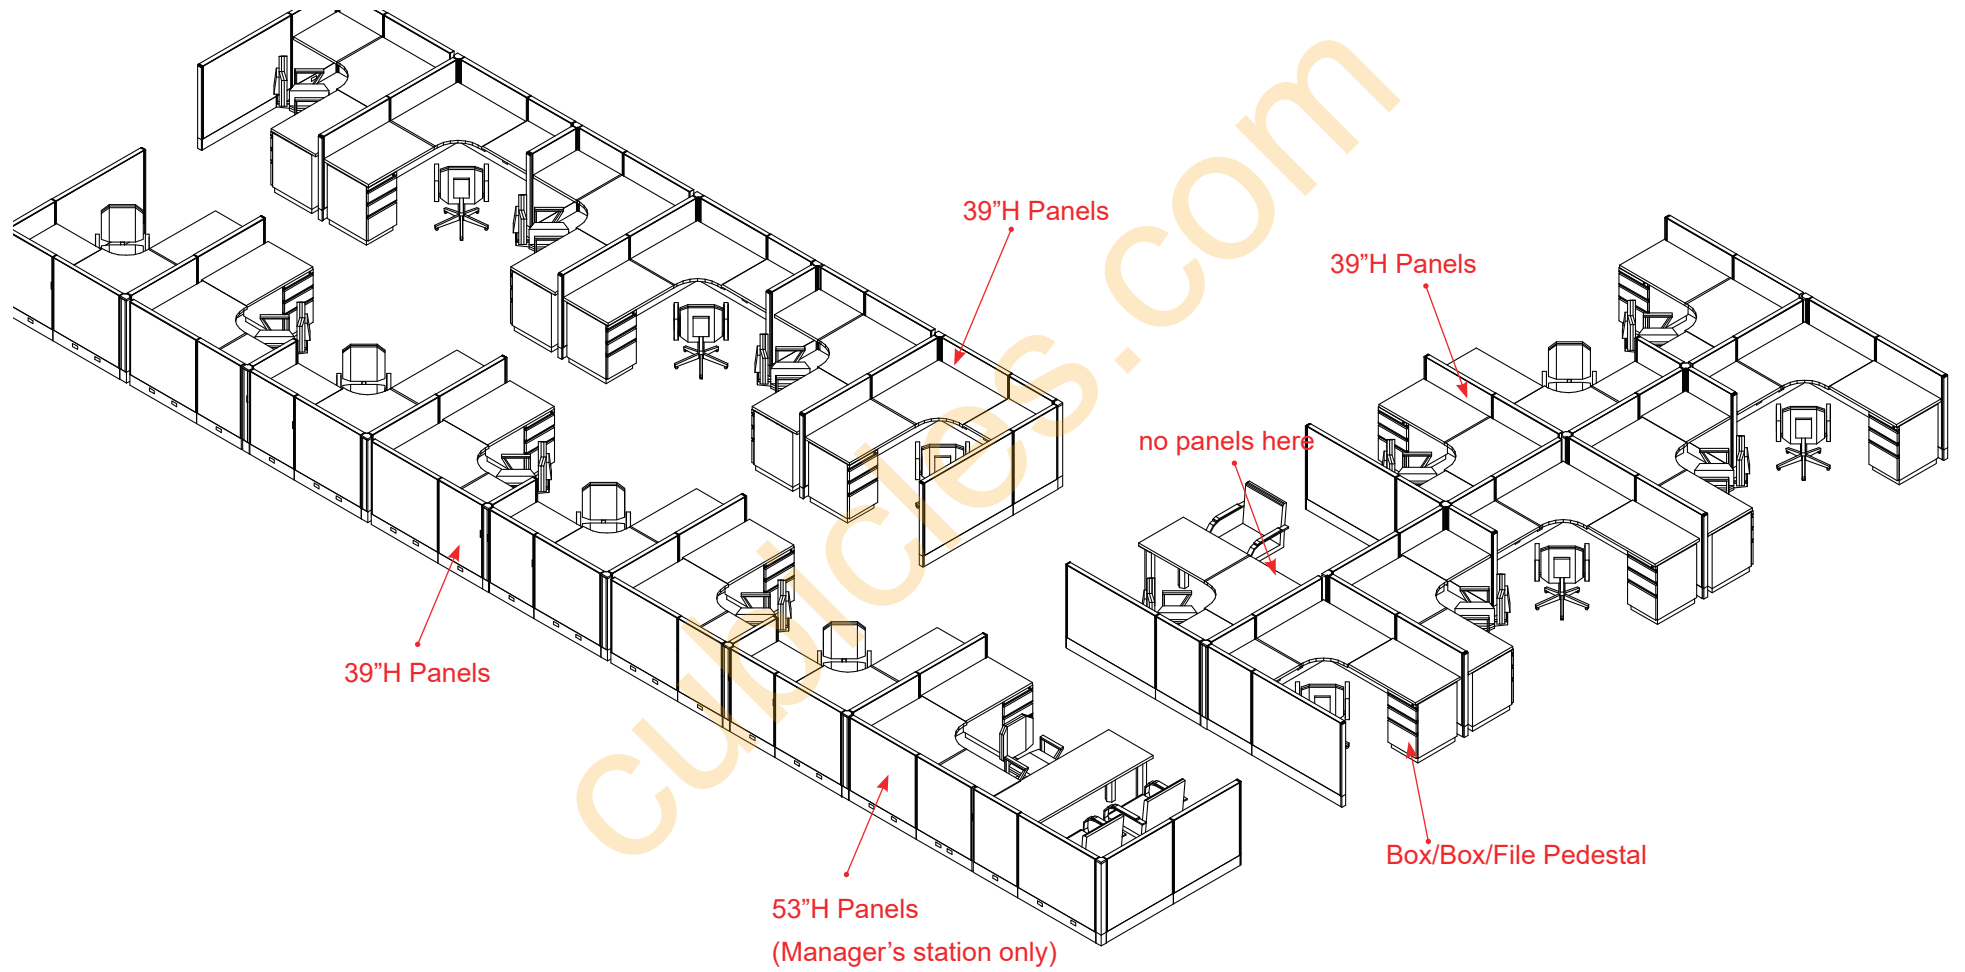 39”H Panels
39”H Panels
no panels here
39”H Panels
Box/Box/File Pedestal
53”H Panels
(Manager’s station only)
cubicles.com